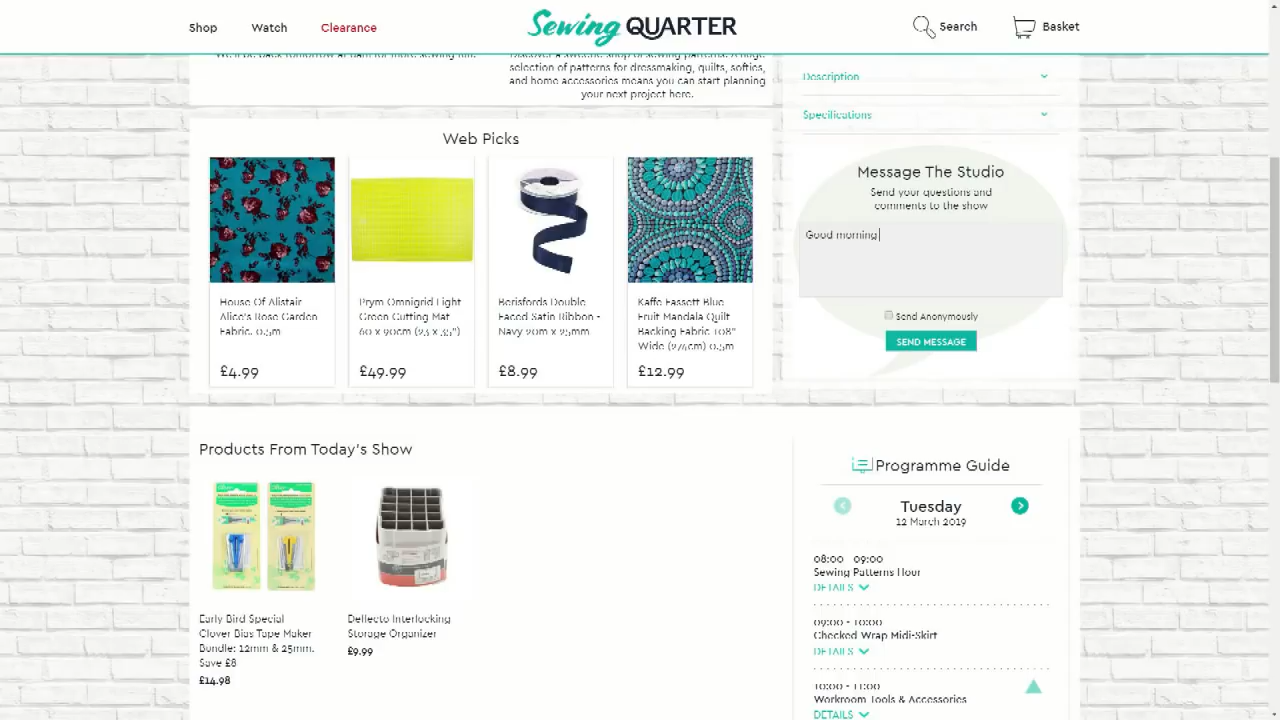 Shop
Watch
Clearance
Sewing QUARTER
Search
Basket
selection of patterns for dressmaking, quilts, softies,
and home accessories means you can start planning
your next project here.
Description
Specifications
Web Picks
House Of Alistair
Alice's Rose Garden
Fabric. 0.5m
£4.99
Prym Omnigrid Light
Green Cutting Mat
60 x 90cm (23 x 35")
£49.99
Berisfords Double
Faced Satin Ribbon -
Navy 20m x 25mm
£8.99
Kaffe Fassett Blue
Fruit Mandala Quilt
Backing Fabric 108"
Wide (274cm) 0.5m
£12.99
Message The Studio
Send your questions and
comments to the show
Good morning
Send Anonymously
SEND MESSAGE
Products From Today's Show
Early Bird Special
Clover Bias Tape Maker
Bundle: 12mm & 25mm.
Save £8
£14.98
Deflecto Interlocking
Storage Organizer
£9.99
Programme Guide
Tuesday
12 March 2019
08:00 - 09:00
Sewing Patterns Hour
DETAILS
09:00 - 10:00
Checked Wrap Midi-Skirt
DETAILS
10:00 - 11:00
Workroom Tools & Accessories
DETAILS